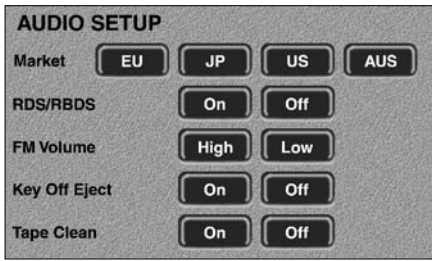 AUDIO SETUP
Market EU JP US AUS
RDS/RBDS On Off
FM Volume High Low
Key Off Eject On Off
Tape Clean On Off